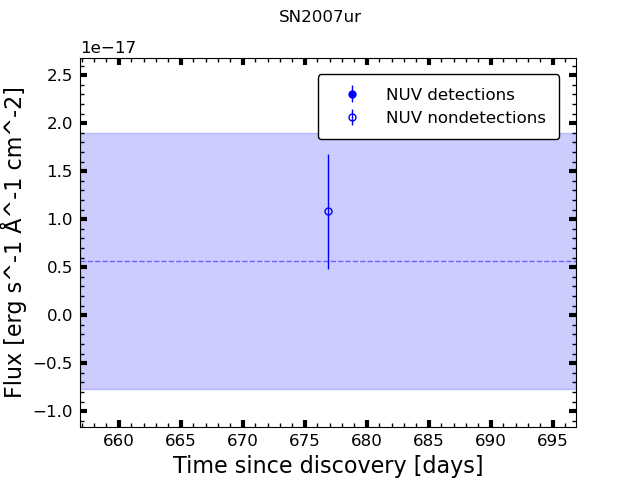 SN2007ur
1e−17
2.5
2.0
1.5
1.0
0.5
0.0
−0.5
−1.0
Flux [erg s^-1 Å^-1 cm^-2]
NUV detections
NUV nondetections
660 665 670 675 680 685 690 695
Time since discovery [days]